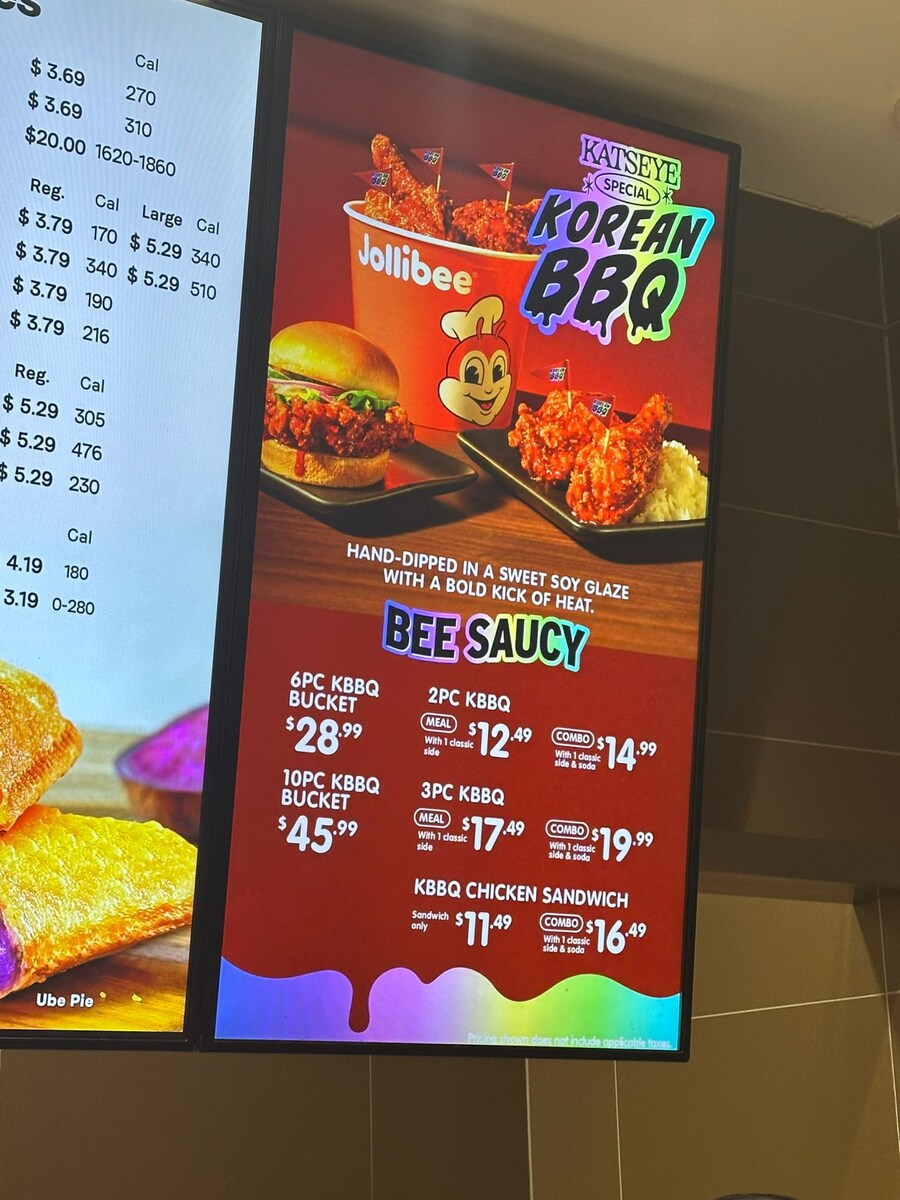 Cal
$ 3.69 270
$ 3.69 310
$20.00 1620-1860
Reg. Cal Large Cal
$ 3.79 170 $ 5.29 340
$ 3.79 340 $ 5.29 510
$ 3.79 190
$ 3.79 216
Reg. Cal
$ 5.29 305
$ 5.29 476
$ 5.29 230
Cal
4.19 180
3.19 0-280
Ube Pie
KATSEYE
SPECIAL
KOREAN
BBQ
Jollibee
HAND-DIPPED IN A SWEET SOY GLAZE
WITH A BOLD KICK OF HEAT.
BEE SAUCY
6PC KBBQ
BUCKET
$28.99
10PC KBBQ
BUCKET
$45.99
2PC KBBQ
MEAL
With 1 classic
side
$12.49
COMBO
With 1 classic
side & soda
$14.99
3PC KBBQ
MEAL
With 1 classic
side
$17.49
COMBO
With 1 classic
side & soda
$19.99
KBBQ CHICKEN SANDWICH
Sandwich
only
$11.49
COMBO
With 1 classic
side & soda
$16.49
Pricing shown does not include applicable taxes.